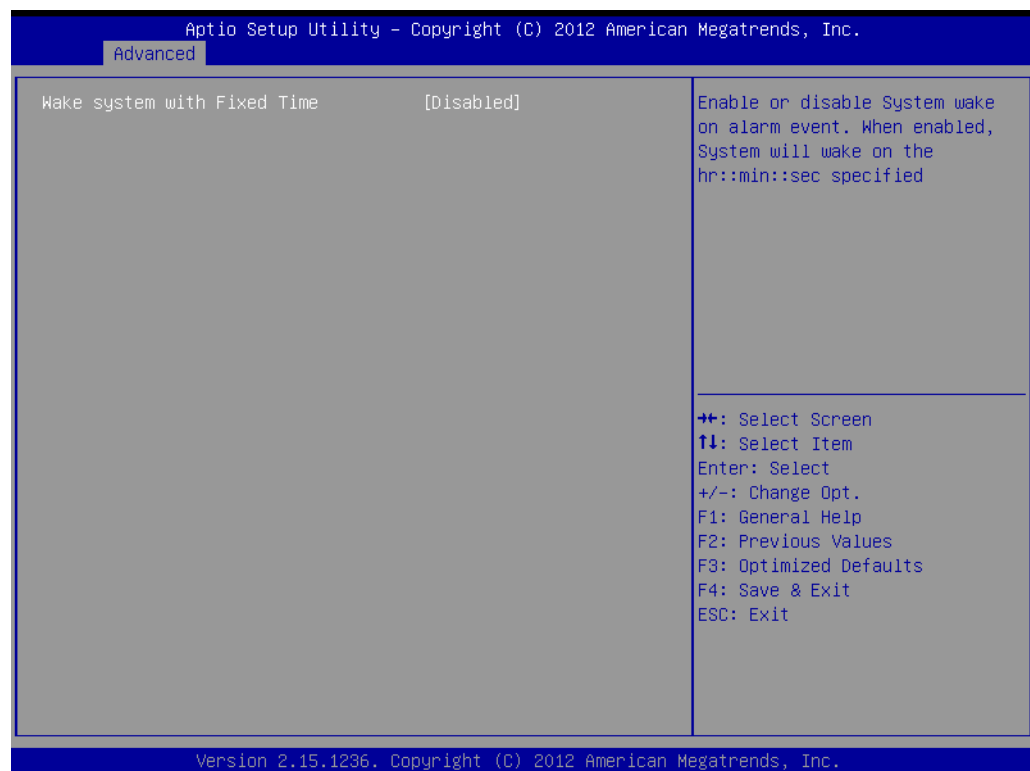 Aptio Setup Utility – Copyright (C) 2012 American Megatrends, Inc.
Advanced
Wake system with Fixed Time [Disabled]
Enable or disable System wake
on alarm event. When enabled,
System will wake on the
hr::min::sec specified
→←: Select Screen
↑↓: Select Item
Enter: Select
+/-: Change Opt.
F1: General Help
F2: Previous Values
F3: Optimized Defaults
F4: Save & Exit
ESC: Exit
Version 2.15.1236. Copyright (C) 2012 American Megatrends, Inc.